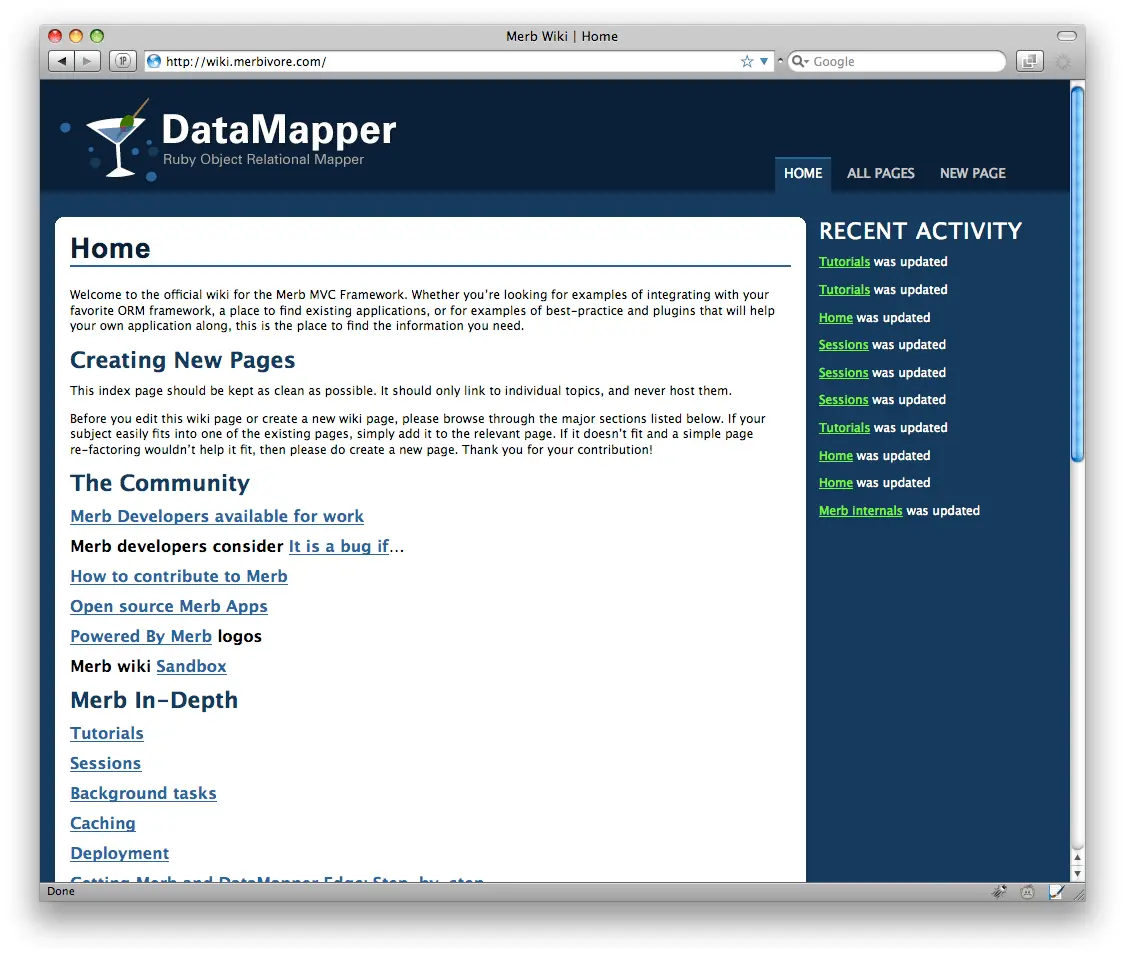 Merb Wiki | Home
http://wiki.merbivore.com/
Google
DataMapper
Ruby Object Relational Mapper
HOME
ALL PAGES
NEW PAGE
Home
Welcome to the official wiki for the Merb MVC Framework. Whether you're looking for examples of integrating with your
favorite ORM framework, a place to find existing applications, or for examples of best-practice and plugins that will help
your own application along, this is the place to find the information you need.
Creating New Pages
This index page should be kept as clean as possible. It should only link to individual topics, and never host them.
Before you edit this wiki page or create a new wiki page, please browse through the major sections listed below. If your
subject easily fits into one of the existing pages, simply add it to the relevant page. If it doesn't fit and a simple page
re-factoring wouldn't help it fit, then please do create a new page. Thank you for your contribution!
The Community
Merb Developers available for work
Merb developers consider It is a bug if...
How to contribute to Merb
Open source Merb Apps
Powered By Merb logos
Merb wiki Sandbox
Merb In-Depth
Tutorials
Sessions
Background tasks
Caching
Deployment
Getting Merb and DataMapper Edge: Step-by-step
RECENT ACTIVITY
Tutorials was updated
Tutorials was updated
Home was updated
Sessions was updated
Sessions was updated
Sessions was updated
Tutorials was updated
Home was updated
Home was updated
Merb internals was updated
Done